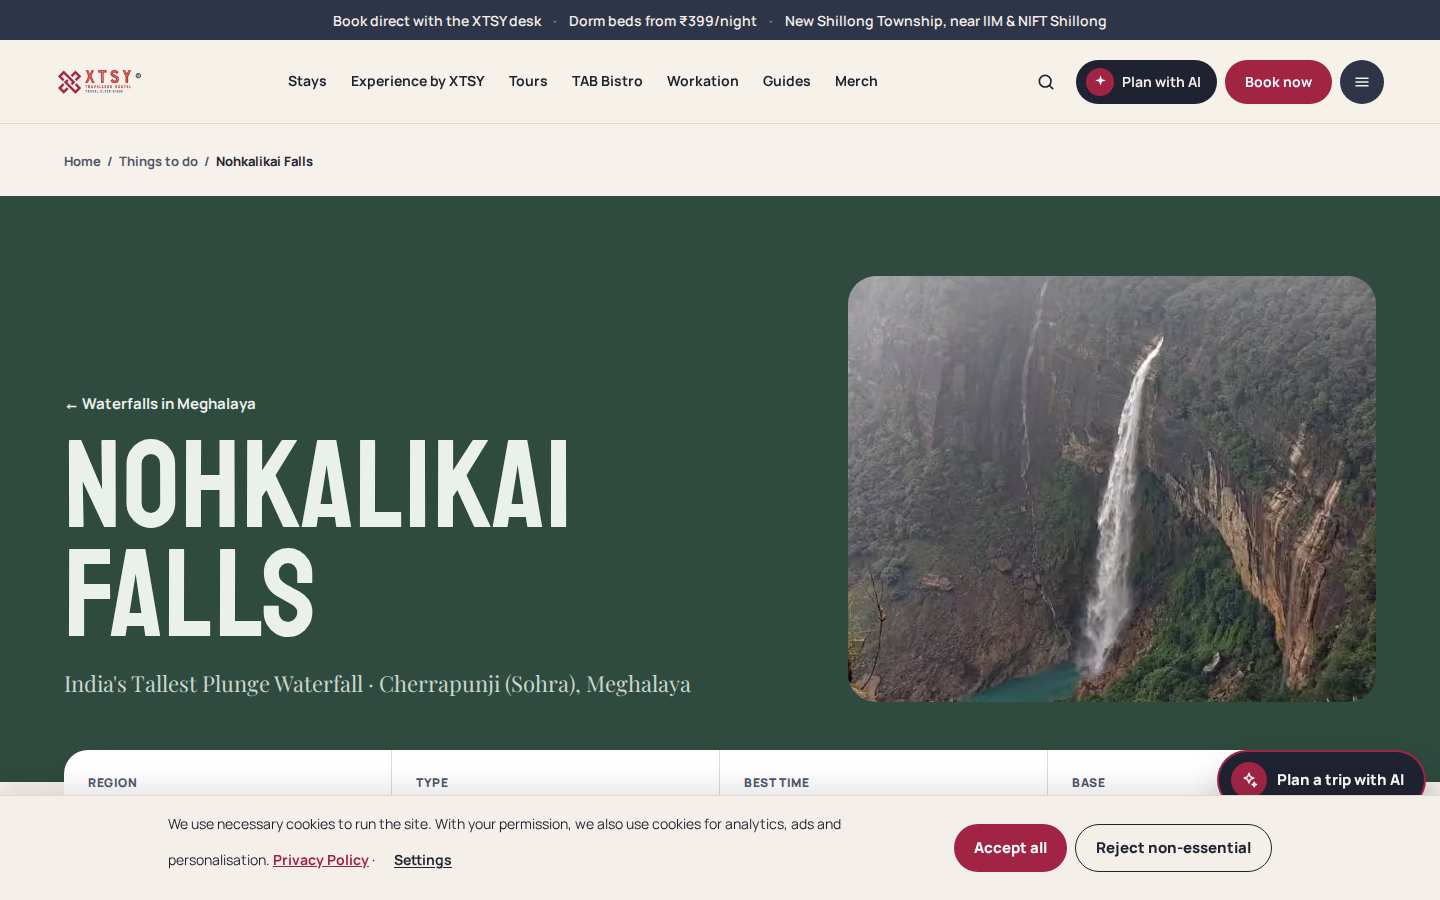 Book direct with the XTSY desk · Dorm beds from ₹399/night · New Shillong Township, near IIM & NIFT Shillong
XTSY
Stays Experience by XTSY Tours TAB Bistro Workation Guides Merch Plan with AI Book now
Home / Things to do / Nohkalikai Falls
← Waterfalls in Meghalaya
NOHKALIKAI
FALLS
India's Tallest Plunge Waterfall · Cherrapunji (Sohra), Meghalaya
REGION TYPE BEST TIME BASE
Plan a trip with AI
We use necessary cookies to run the site. With your permission, we also use cookies for analytics, ads and
personalisation. Privacy Policy · Settings
Accept all Reject non-essential